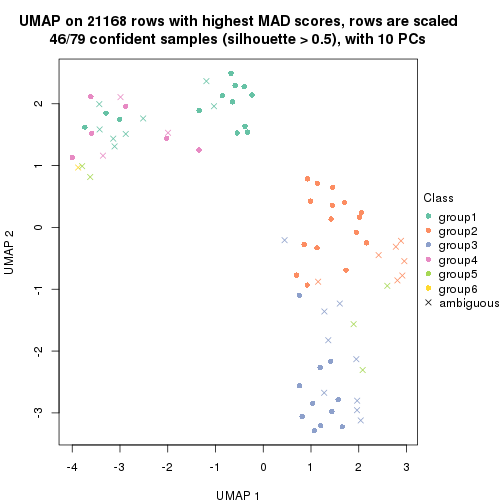 UMAP on 21168 rows with highest MAD scores, rows are scaled
46/79 confident samples (silhouette > 0.5), with 10 PCs
2
1
0
-1
-2
-3
UMAP 2
-4
-3
-2
-1
0
1
2
3
UMAP 1
Class
group1
group2
group3
group4
group5
group6
ambiguous